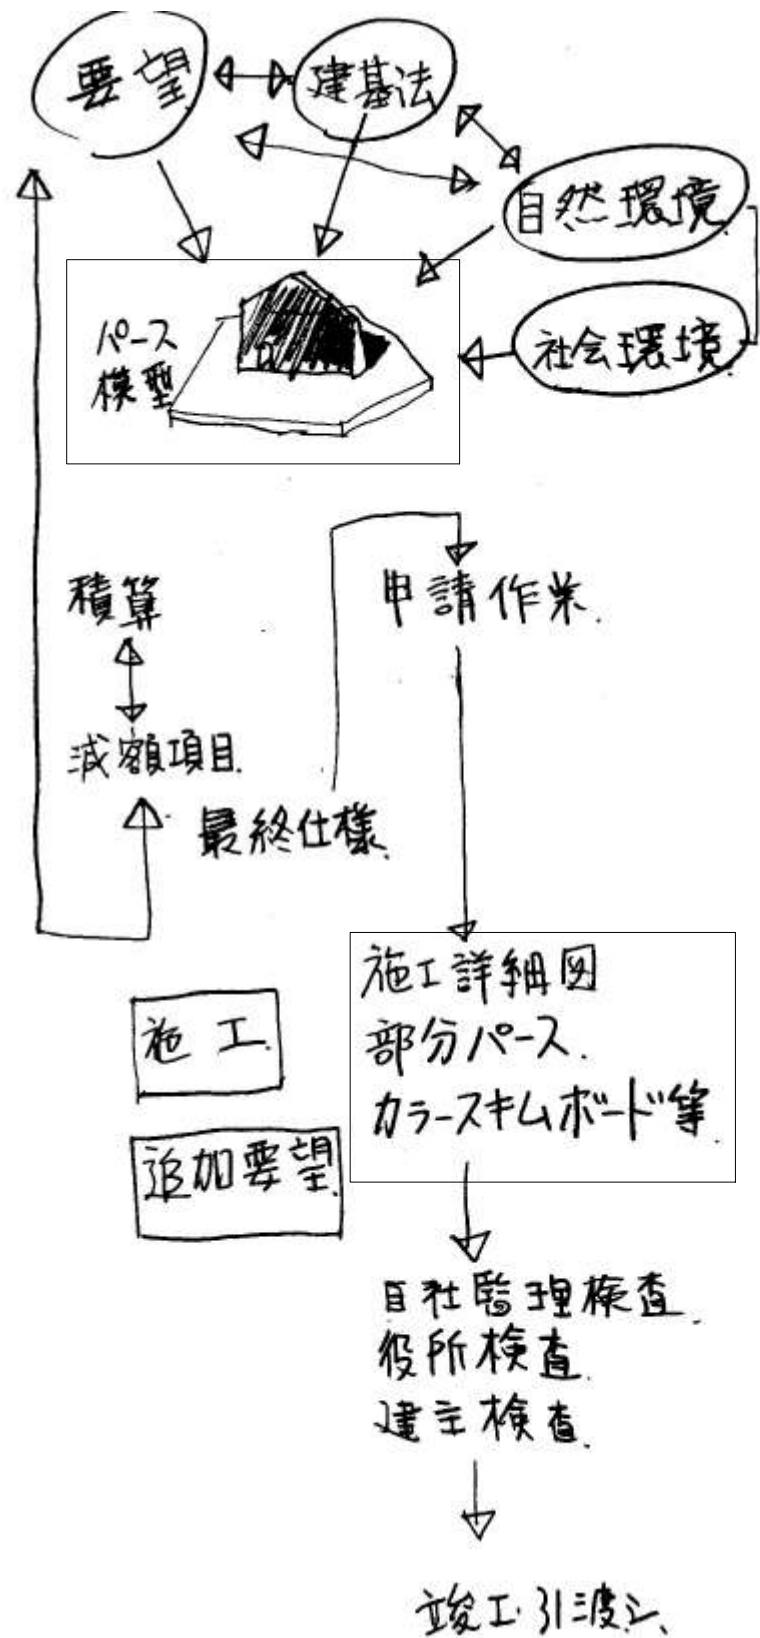 要望
建基法
自然環境
社会環境
パース
模型
積算
減額項目
最終仕様
申請作業
施工詳細図
部分パース
カラースキムボード等
施工
追加要望
自社監理検査
役所検査
建主検査
竣工引渡シ